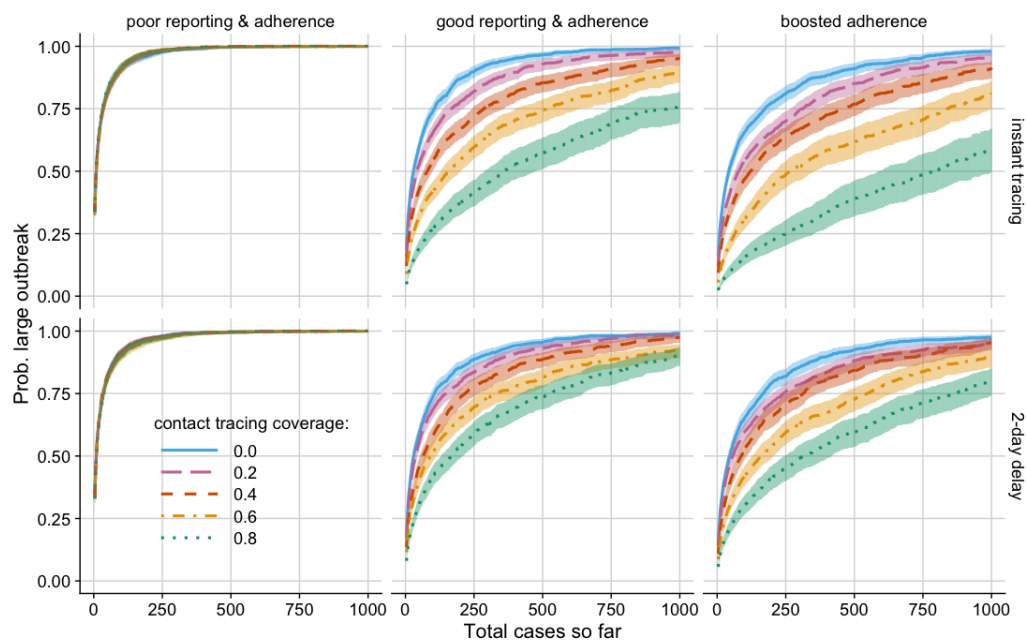 poor reporting & adherence
good reporting & adherence
boosted adherence
Prob. large outbreak
1.00
0.75
0.50
0.25
0.00
instant tracing
1.00
0.75
0.50
0.25
0.00
2-day delay
contact tracing coverage:
0.0
0.2
0.4
0.6
0.8
0 250 500 750 1000
0 250 500 750 1000
0 250 500 750 1000
Total cases so far